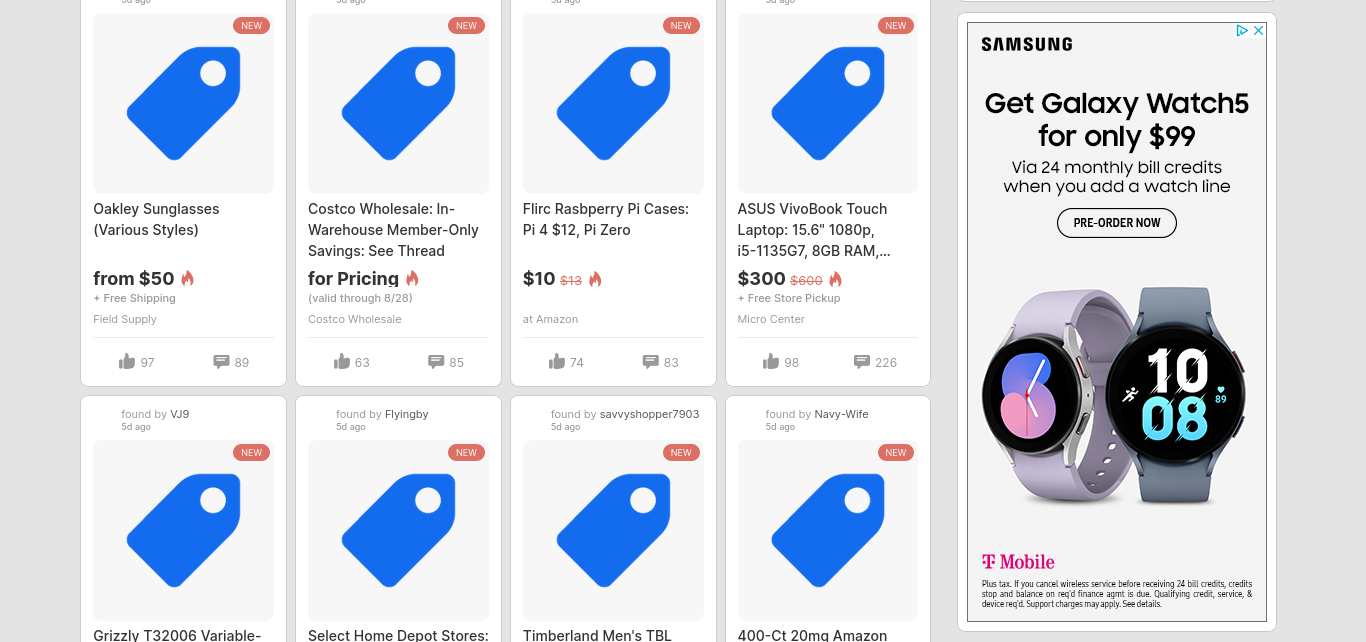 5d ago
5d ago
5d ago
5d ago
NEW
Oakley Sunglasses
(Various Styles)
from $50
+ Free Shipping
Field Supply
97 89
NEW
Costco Wholesale: In-
Warehouse Member-Only
Savings: See Thread
for Pricing
(valid through 8/28)
Costco Wholesale
63 85
NEW
Flirc Rasbperry Pi Cases:
Pi 4 $12, Pi Zero
$10 $13
at Amazon
74 83
NEW
ASUS VivoBook Touch
Laptop: 15.6" 1080p,
i5-1135G7, 8GB RAM,...
$300 $600
+ Free Store Pickup
Micro Center
98 226
found by VJ9
5d ago
NEW
Grizzly T32006 Variable-
found by Flyingby
5d ago
NEW
Select Home Depot Stores:
found by savvyshopper7903
5d ago
NEW
Timberland Men's TBL
found by Navy-Wife
5d ago
NEW
400-Ct 20mg Amazon
SAMSUNG
Get Galaxy Watch5
for only $99
Via 24 monthly bill credits
when you add a watch line
PRE-ORDER NOW
10
08
89
T Mobile
Plus tax. If you cancel wireless service before receiving 24 bill credits, credits
stop and balance on req'd finance agmt is due. Qualifying credit, service, &
device req'd. Support charges may apply. See details.